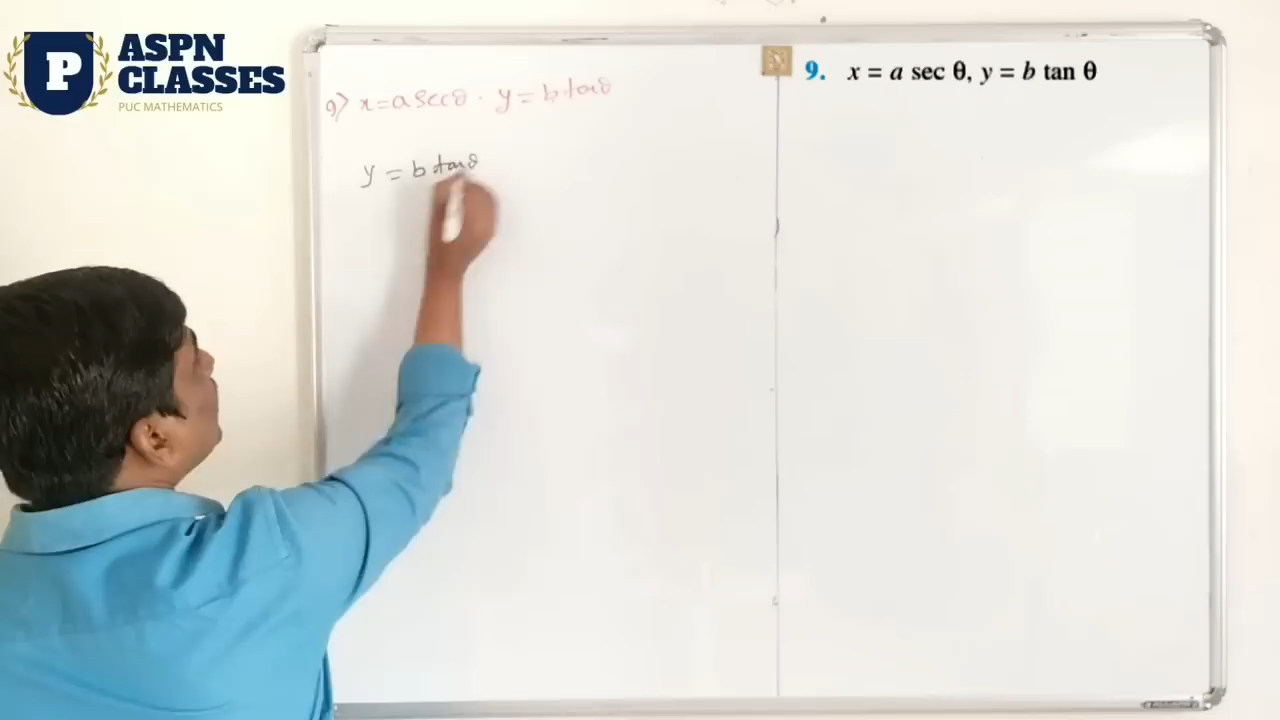 ASPN
CLASSES
PUC MATHEMATICS
P
9. x = a sec θ, y = b tan θ
9) x = a secθ . y = b tanθ
y = b tanθ